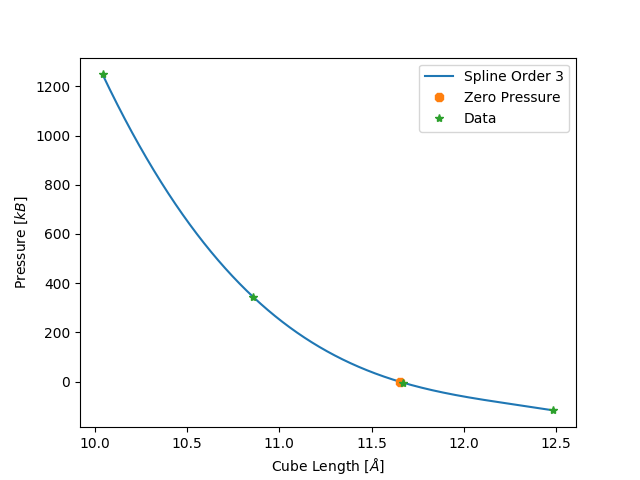 Spline Order 3
Zero Pressure
Data
1200
1000
800
600
400
200
0
Pressure [kB]
10.0 10.5 11.0 11.5 12.0 12.5
Cube Length [Å]